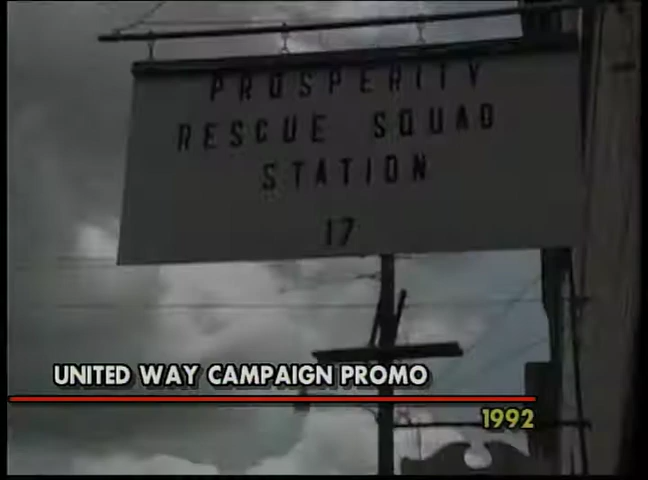 PROSPERITY
RESCUE SQUAD
STATION
17
UNITED WAY CAMPAIGN PROMO
1992